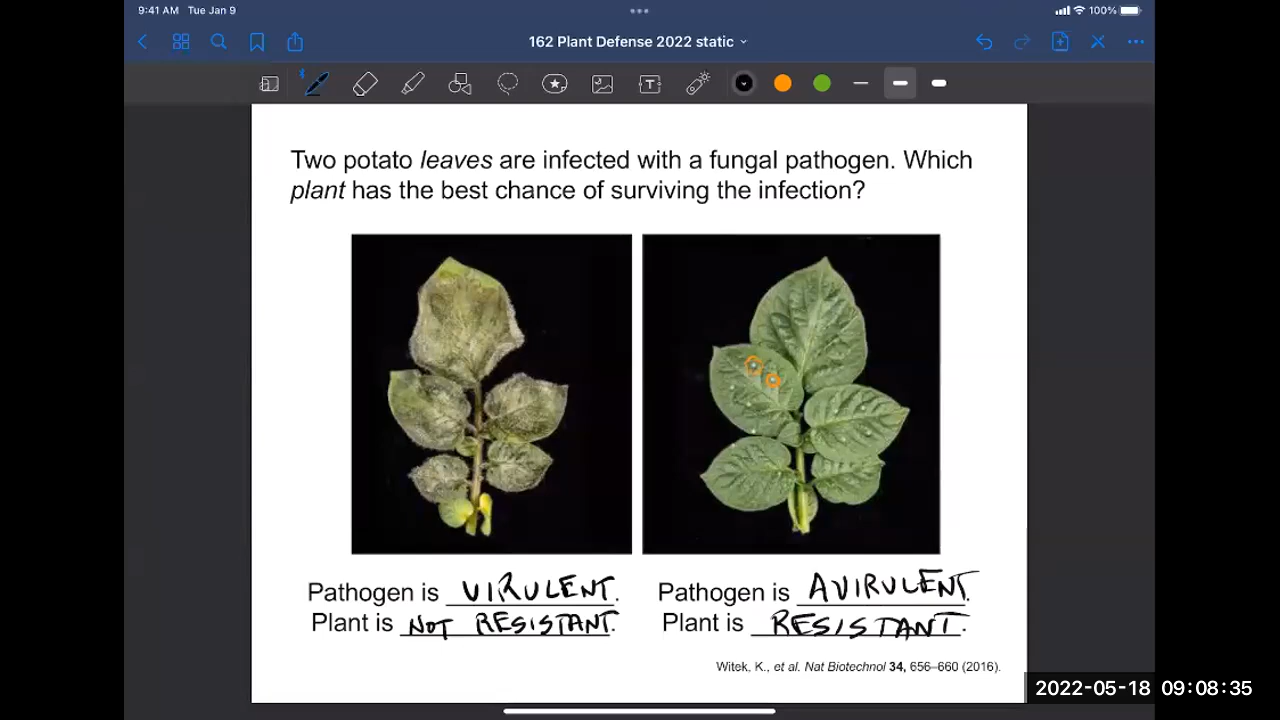 9:41 AM Tue Jan 9
100%
162 Plant Defense 2022 static
T
Two potato leaves are infected with a fungal pathogen. Which
plant has the best chance of surviving the infection?
Pathogen is VIRULENT.
Plant is NOT RESISTANT.
Pathogen is AVIRULENT.
Plant is RESISTANT.
Witek, K., et al. Nat Biotechnol 34, 656–660 (2016).
2022-05-18 09:08:35